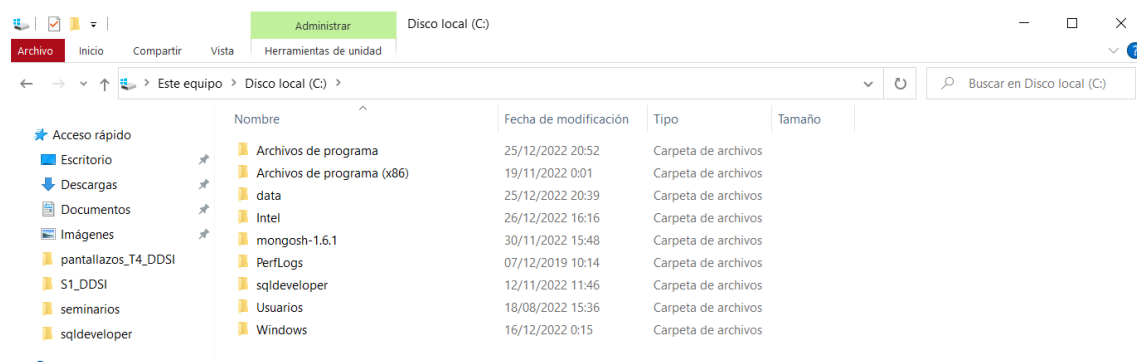 Administrar Disco local (C:)
Archivo Inicio Compartir Vista Herramientas de unidad
Este equipo > Disco local (C:) > Buscar en Disco local (C:)
Nombre Fecha de modificación Tipo Tamaño
Acceso rápido
Escritorio
Descargas
Documentos
Imágenes
pantallazos_T4_DDSI
S1_DDSI
seminarios
sqldeveloper
Archivos de programa 25/12/2022 20:52 Carpeta de archivos
Archivos de programa (x86) 19/11/2022 0:01 Carpeta de archivos
data 25/12/2022 20:39 Carpeta de archivos
Intel 26/12/2022 16:16 Carpeta de archivos
mongosh-1.6.1 30/11/2022 15:48 Carpeta de archivos
PerfLogs 07/12/2019 10:14 Carpeta de archivos
sqldeveloper 12/11/2022 11:46 Carpeta de archivos
Usuarios 18/08/2022 15:36 Carpeta de archivos
Windows 16/12/2022 0:15 Carpeta de archivos